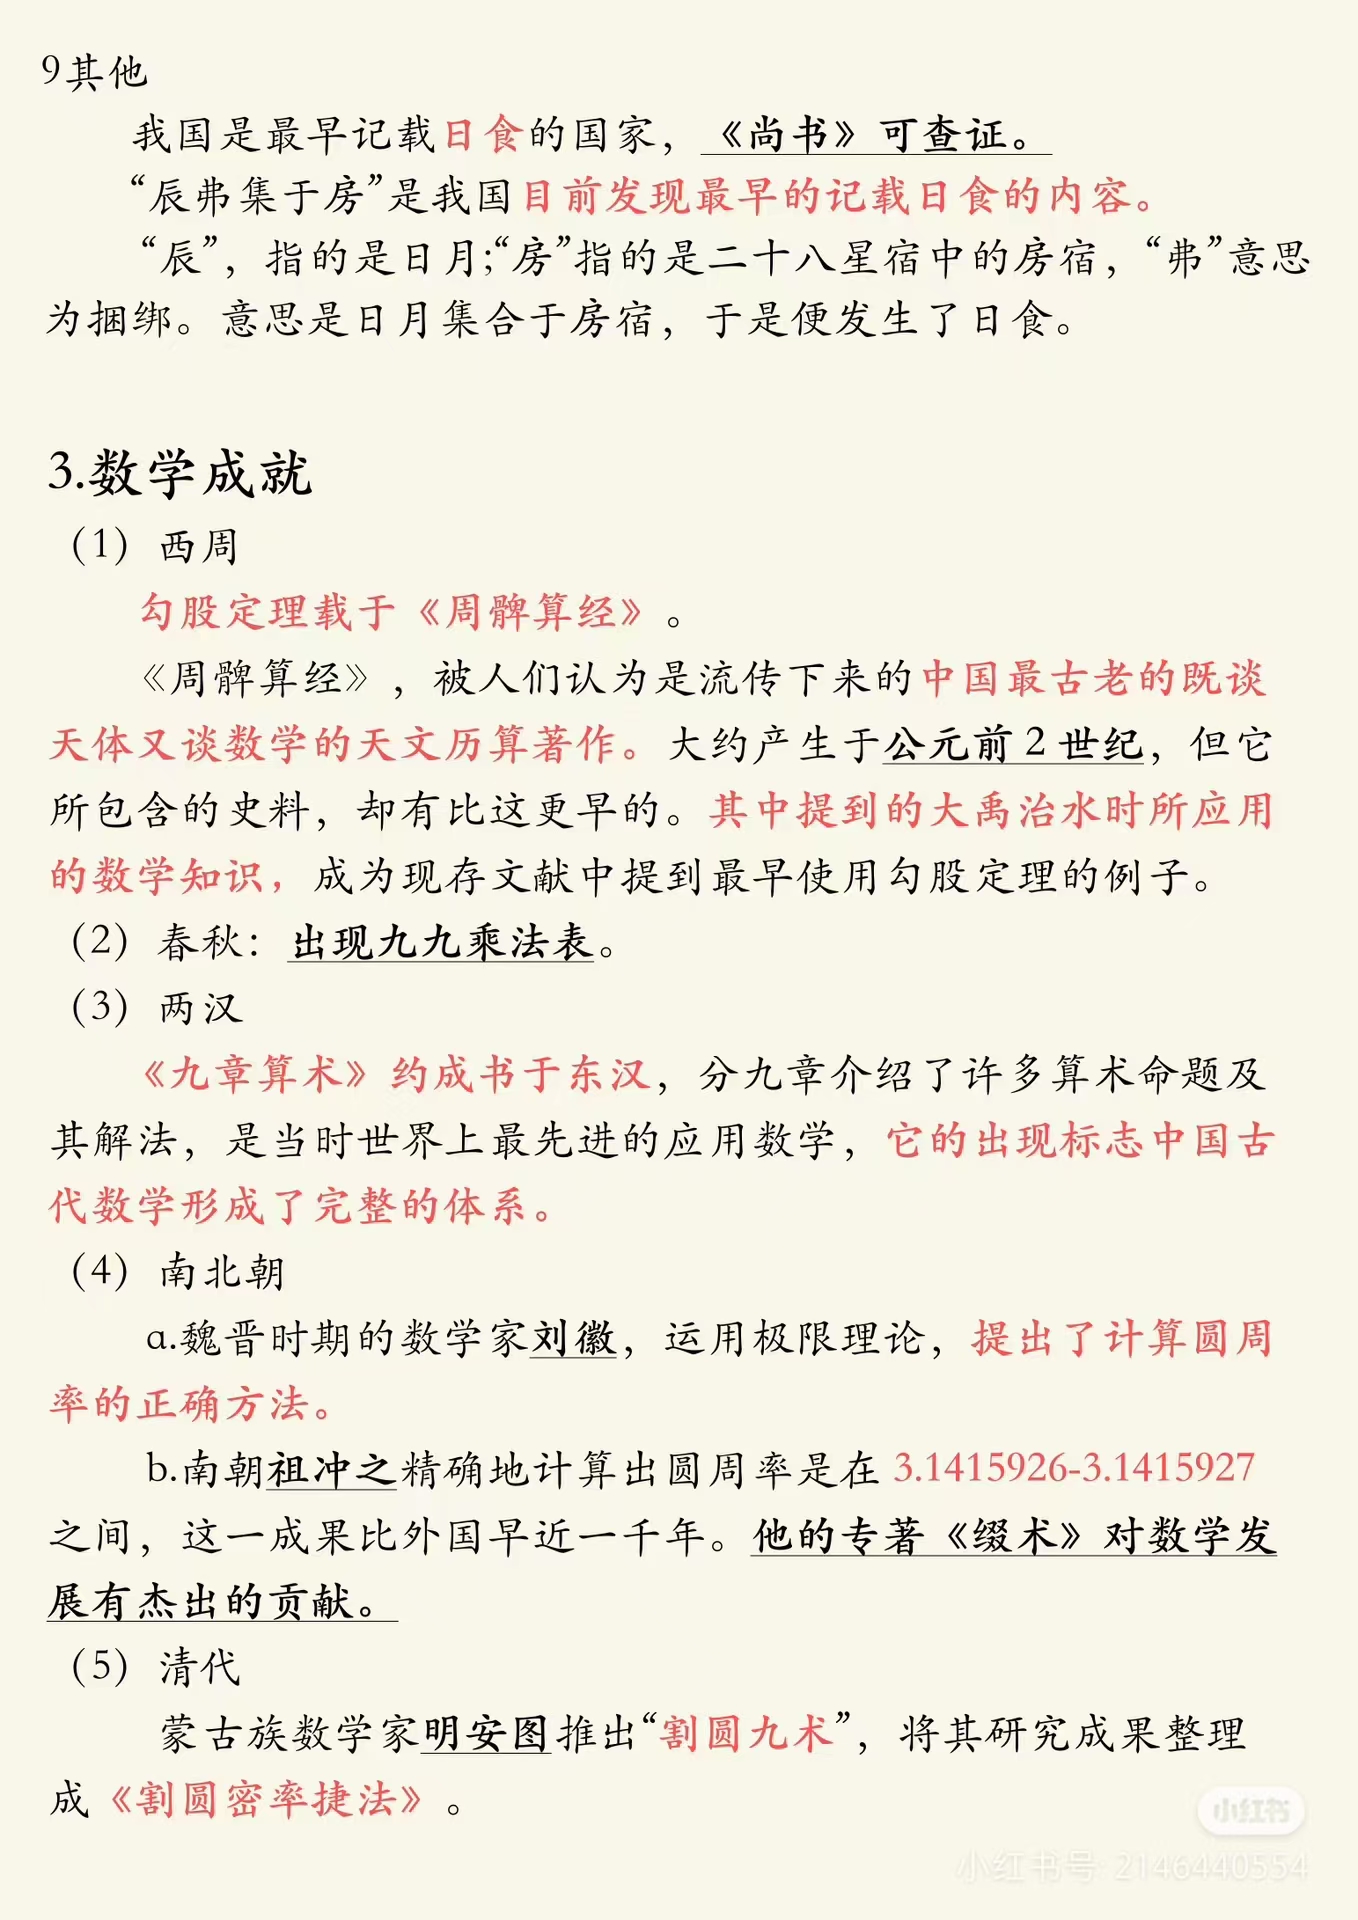 9其他
我国是最早记载日食的国家，《尚书》可查证。
“辰弗集于房”是我国目前发现最早的记载日食的内容。
“辰”，指的是日月;“房”指的是二十八星宿中的房宿，“弗”意思
为捆绑。意思是日月集合于房宿，于是便发生了日食。
3.数学成就
（1）西周
勾股定理载于《周髀算经》。
《周髀算经》，被人们认为是流传下来的中国最古老的既谈
天体又谈数学的天文历算著作。大约产生于公元前2世纪，但它
所包含的史料，却有比这更早的。其中提到的大禹治水时所应用
的数学知识，成为现存文献中提到最早使用勾股定理的例子。
（2）春秋：出现九九乘法表。
（3）两汉
《九章算术》约成书于东汉，分九章介绍了许多算术命题及
其解法，是当时世界上最先进的应用数学，它的出现标志中国古
代数学形成了完整的体系。
（4）南北朝
a.魏晋时期的数学家刘徽，运用极限理论，提出了计算圆周
率的正确方法。
b.南朝祖冲之精确地计算出圆周率是在3.1415926-3.1415927
之间，这一成果比外国早近一千年。他的专著《缀术》对数学发
展有杰出的贡献。
（5）清代
蒙古族数学家明安图推出“割圆九术”，将其研究成果整理
成《割圆密率捷法》。
小红书
小红书号: 2146440554